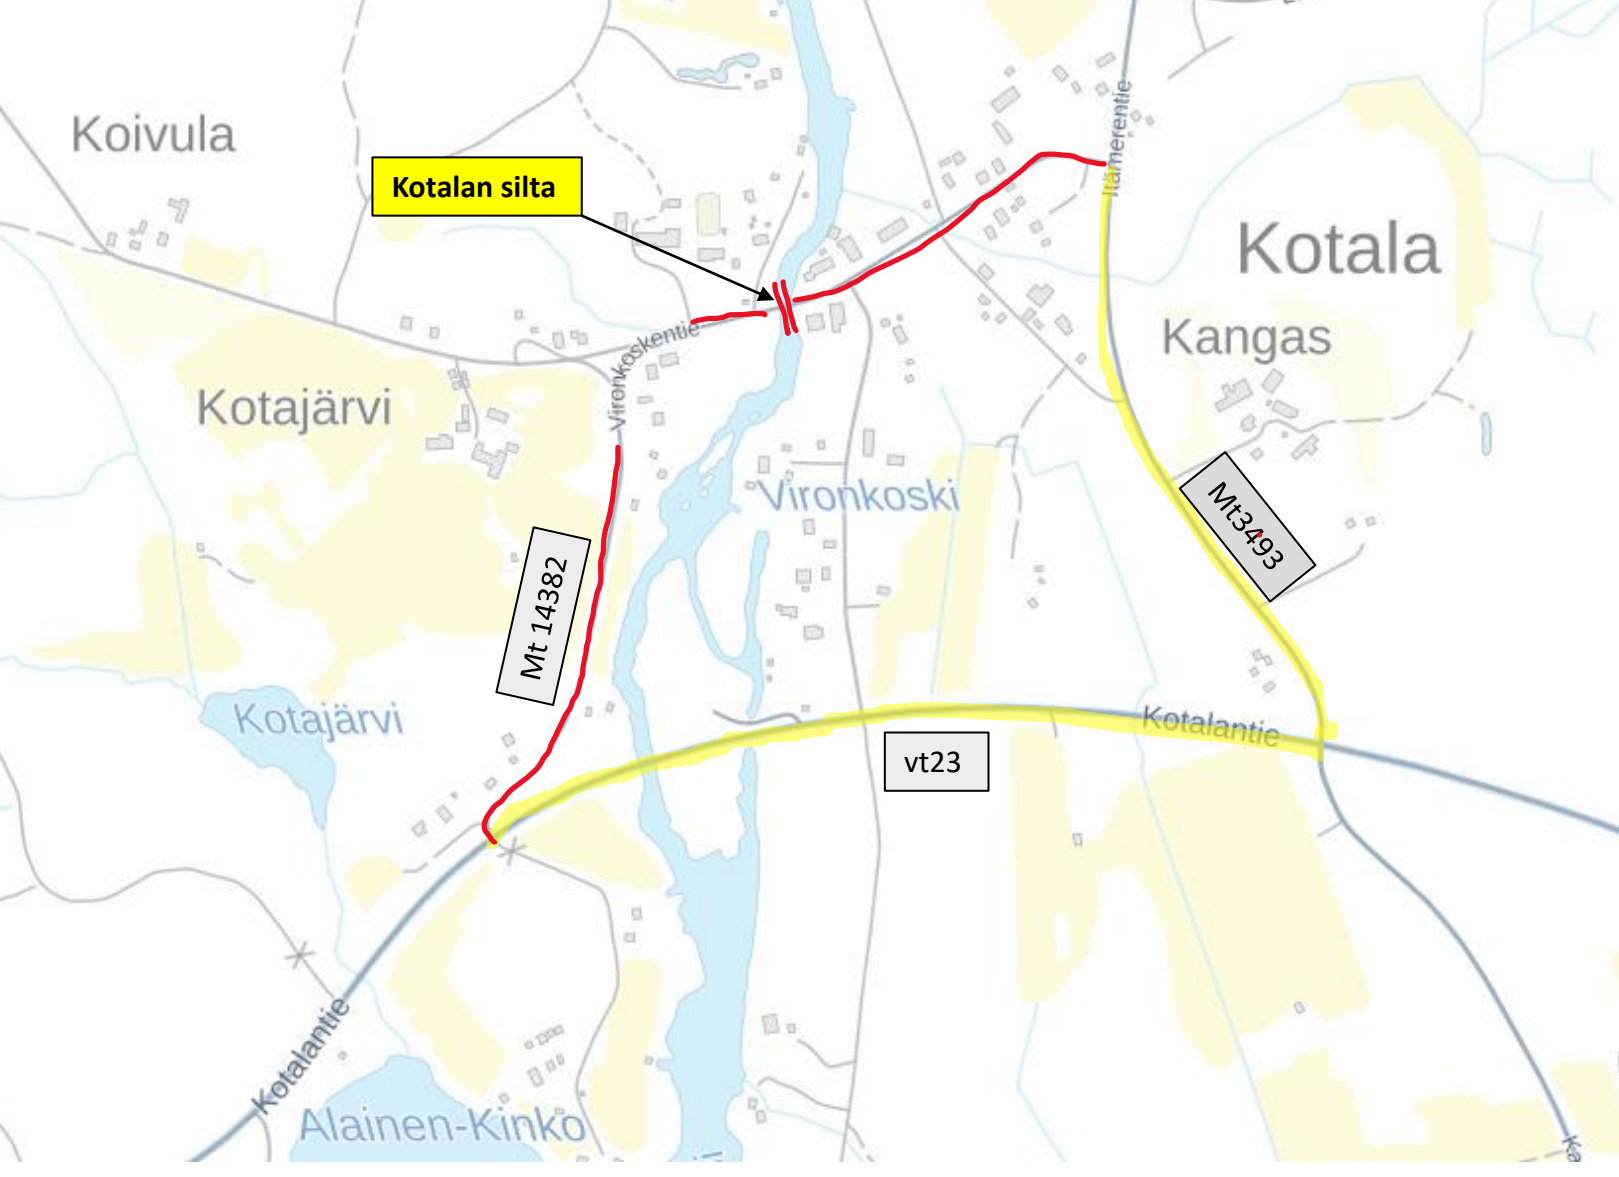 Itämerentie
Koivula
Kotalan silta
Kotala
Kangas
Vironkoskentie
Kotajärvi
Vironkoski
Mt3493
Mt 14382
Kotajärvi
Kotalantie
vt23
Kotalantie
Alainen-Kinko